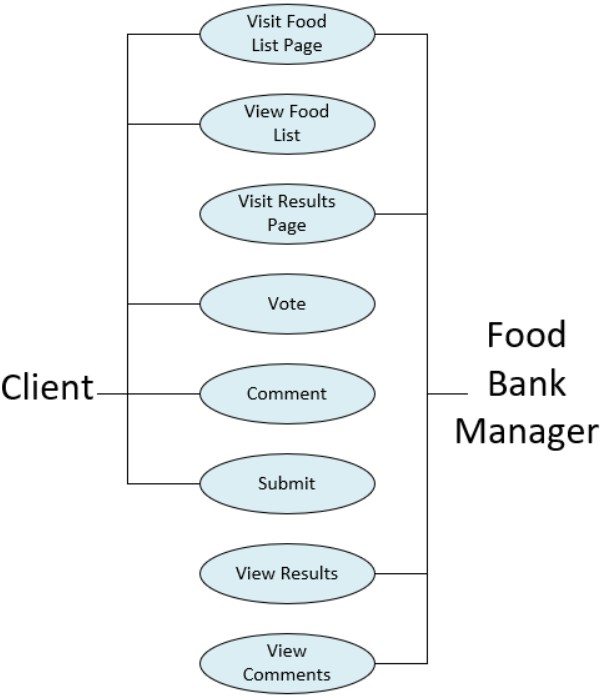 Visit Food
List Page
View Food
List
Visit Results
Page
Vote
Client
Comment
Food
Bank
Manager
Submit
View Results
View
Comments